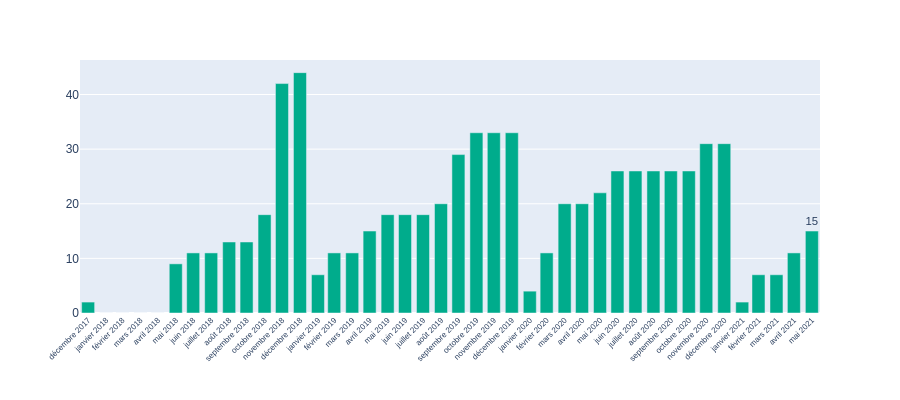 40
30
20
10
0
15
décembre 2017
janvier 2018
février 2018
mars 2018
avril 2018
mai 2018
juin 2018
juillet 2018
août 2018
septembre 2018
octobre 2018
novembre 2018
décembre 2018
janvier 2019
février 2019
mars 2019
avril 2019
mai 2019
juin 2019
juillet 2019
août 2019
septembre 2019
octobre 2019
novembre 2019
décembre 2019
janvier 2020
février 2020
mars 2020
avril 2020
mai 2020
juin 2020
juillet 2020
août 2020
septembre 2020
octobre 2020
novembre 2020
décembre 2020
janvier 2021
février 2021
mars 2021
avril 2021
mai 2021